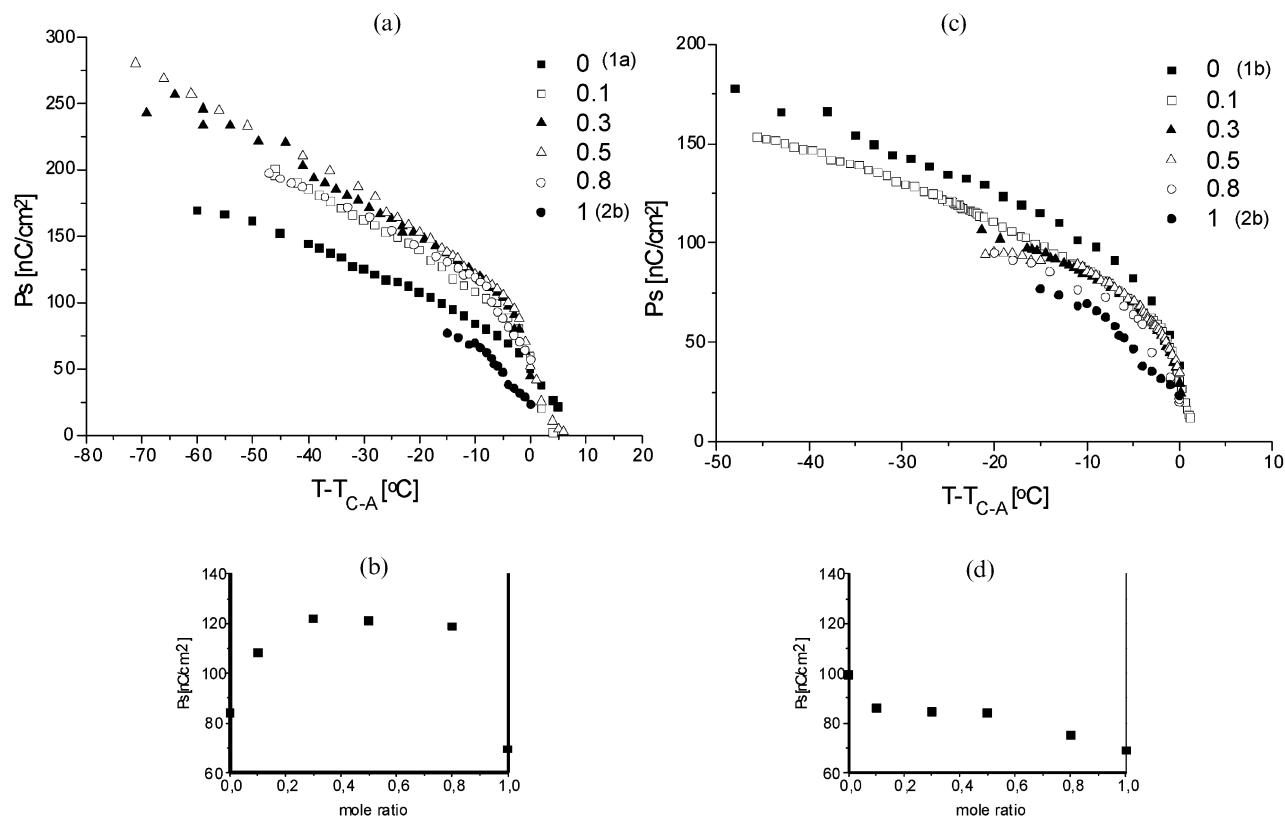 (a)
300
250
200
150
100
50
0
Ps [nC/cm²]
-80 -70 -60 -50 -40 -30 -20 -10 0 10
T-T_C-A [°C]
0 (1a)
0.1
0.3
0.5
0.8
1 (2b)
(c)
200
150
100
50
0
Ps [nC/cm²]
-50 -40 -30 -20 -10 0 10
T-T_C-A [°C]
0 (1b)
0.1
0.3
0.5
0.8
1 (2b)
(b)
140
120
100
80
60
Ps[nC/cm²]
0,0 0,2 0,4 0,6 0,8 1,0
mole ratio
(d)
140
120
100
80
60
Ps[nC/cm²]
0,0 0,2 0,4 0,6 0,8 1,0
mole ratio